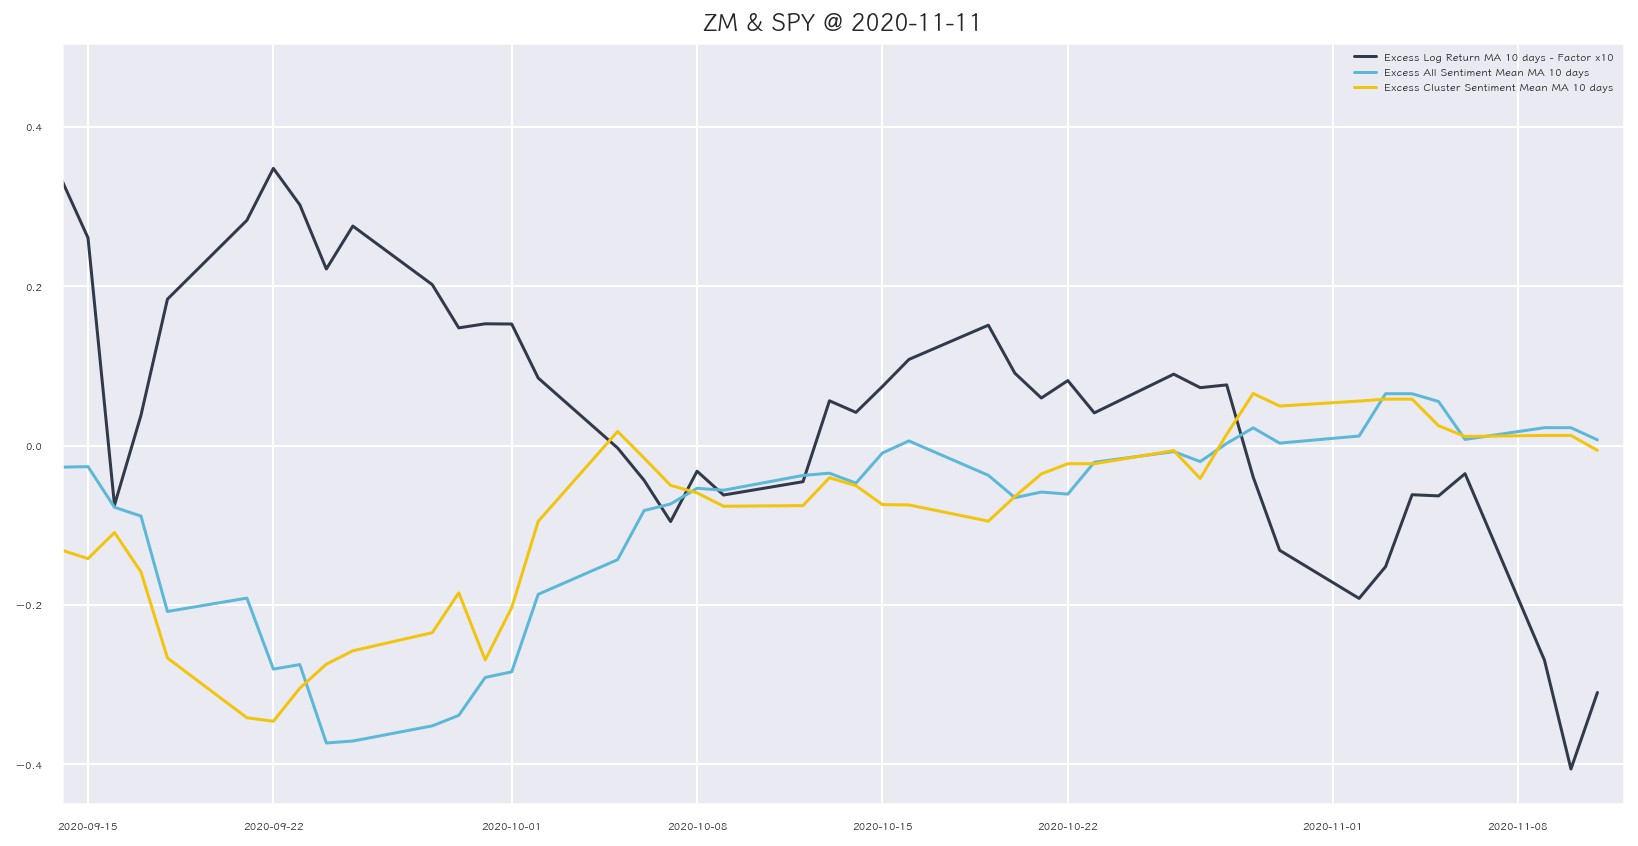 ZM & SPY @ 2020-11-11
Excess Log Return MA 10 days - Factor x10
Excess All Sentiment Mean MA 10 days
Excess Cluster Sentiment Mean MA 10 days
0.4
0.2
0.0
−0.2
−0.4
2020-09-15 2020-09-22 2020-10-01 2020-10-08 2020-10-15 2020-10-22 2020-11-01 2020-11-08